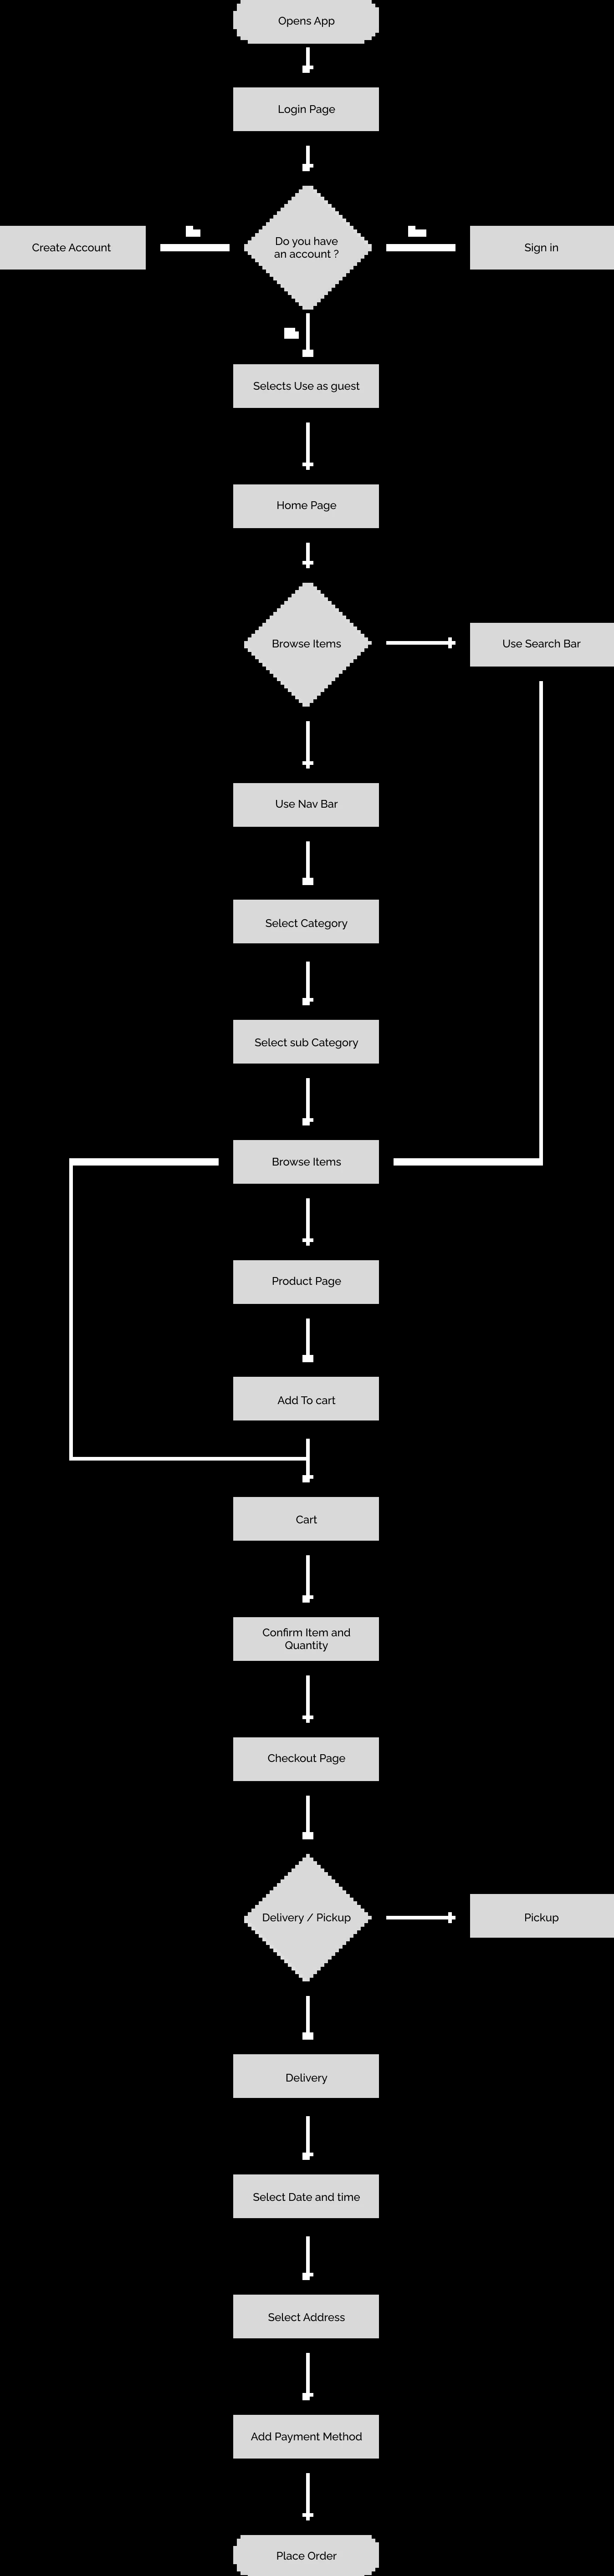 Opens App
Login Page
Do you have
an account ?
Create Account
Sign in
Selects Use as guest
Home Page
Browse Items
Use Search Bar
Use Nav Bar
Select Category
Select sub Category
Browse Items
Product Page
Add To cart
Cart
Confirm Item and
Quantity
Checkout Page
Delivery / Pickup
Pickup
Delivery
Select Date and time
Select Address
Add Payment Method
Place Order